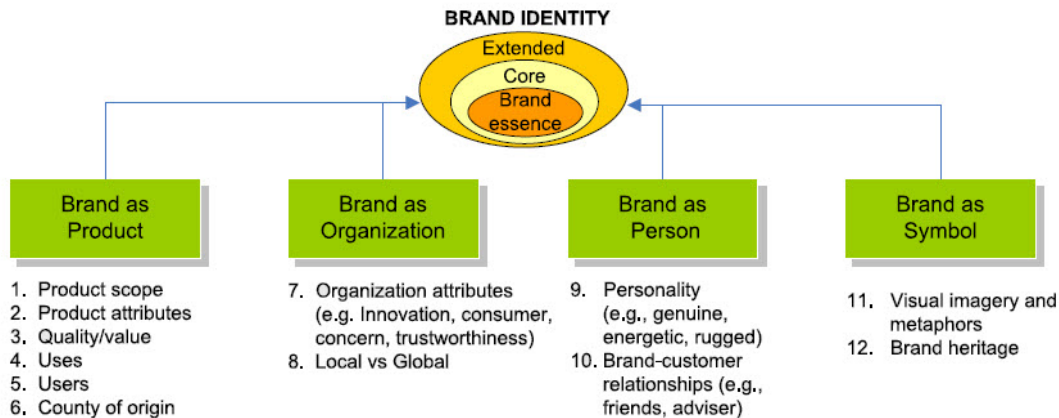 BRAND IDENTITY
Extended
Core
Brand
essence
Brand as
Product
Brand as
Organization
Brand as
Person
Brand as
Symbol
1. Product scope
2. Product attributes
3. Quality/value
4. Uses
5. Users
6. County of origin
7. Organization attributes
(e.g. Innovation, consumer,
concern, trustworthiness)
8. Local vs Global
9. Personality
(e.g., genuine,
energetic, rugged)
10. Brand-customer
relationships (e.g.,
friends, adviser)
11. Visual imagery and
metaphors
12. Brand heritage